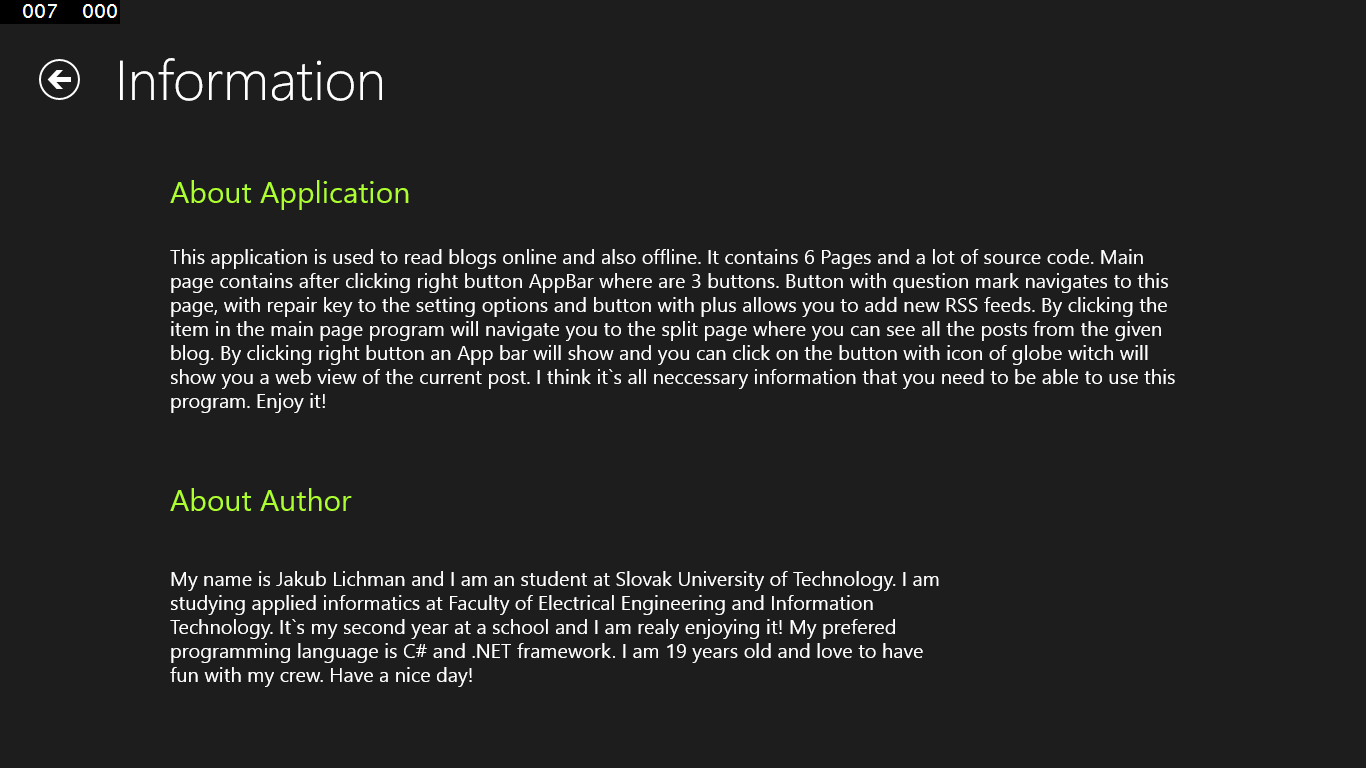 007 000
Information
About Application
This application is used to read blogs online and also offline. It contains 6 Pages and a lot of source code. Main
page contains after clicking right button AppBar where are 3 buttons. Button with question mark navigates to this
page, with repair key to the setting options and button with plus allows you to add new RSS feeds. By clicking the
item in the main page program will navigate you to the split page where you can see all the posts from the given
blog. By clicking right button an App bar will show and you can click on the button with icon of globe witch will
show you a web view of the current post. I think it`s all neccessary information that you need to be able to use this
program. Enjoy it!
About Author
My name is Jakub Lichman and I am an student at Slovak University of Technology. I am
studying applied informatics at Faculty of Electrical Engineering and Information
Technology. It`s my second year at a school and I am realy enjoying it! My prefered
programming language is C# and .NET framework. I am 19 years old and love to have
fun with my crew. Have a nice day!